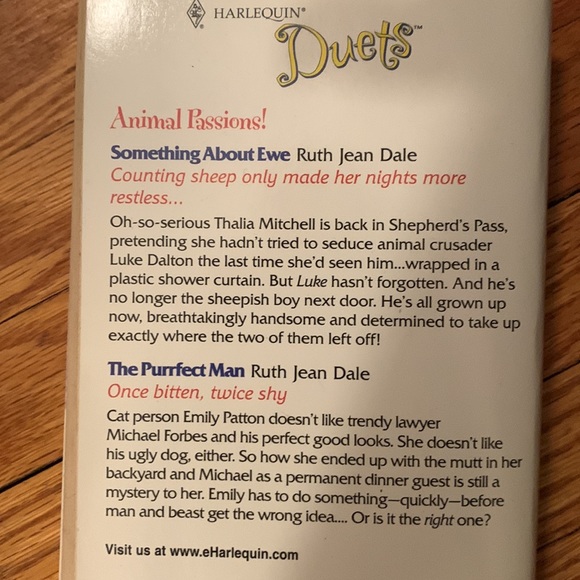 HARLEQUIN®
Duets™
Animal Passions!
Something About Ewe Ruth Jean Dale
Counting sheep only made her nights more
restless...
Oh-so-serious Thalia Mitchell is back in Shepherd's Pass,
pretending she hadn't tried to seduce animal crusader
Luke Dalton the last time she'd seen him...wrapped in a
plastic shower curtain. But Luke hasn't forgotten. And he's
no longer the sheepish boy next door. He's all grown up
now, breathtakingly handsome and determined to take up
exactly where the two of them left off!
The Purrfect Man Ruth Jean Dale
Once bitten, twice shy
Cat person Emily Patton doesn't like trendy lawyer
Michael Forbes and his perfect good looks. She doesn't like
his ugly dog, either. So how she ended up with the mutt in her
backyard and Michael as a permanent dinner guest is still a
mystery to her. Emily has to do something—quickly—before
man and beast get the wrong idea.... Or is it the right one?
Visit us at www.eHarlequin.com